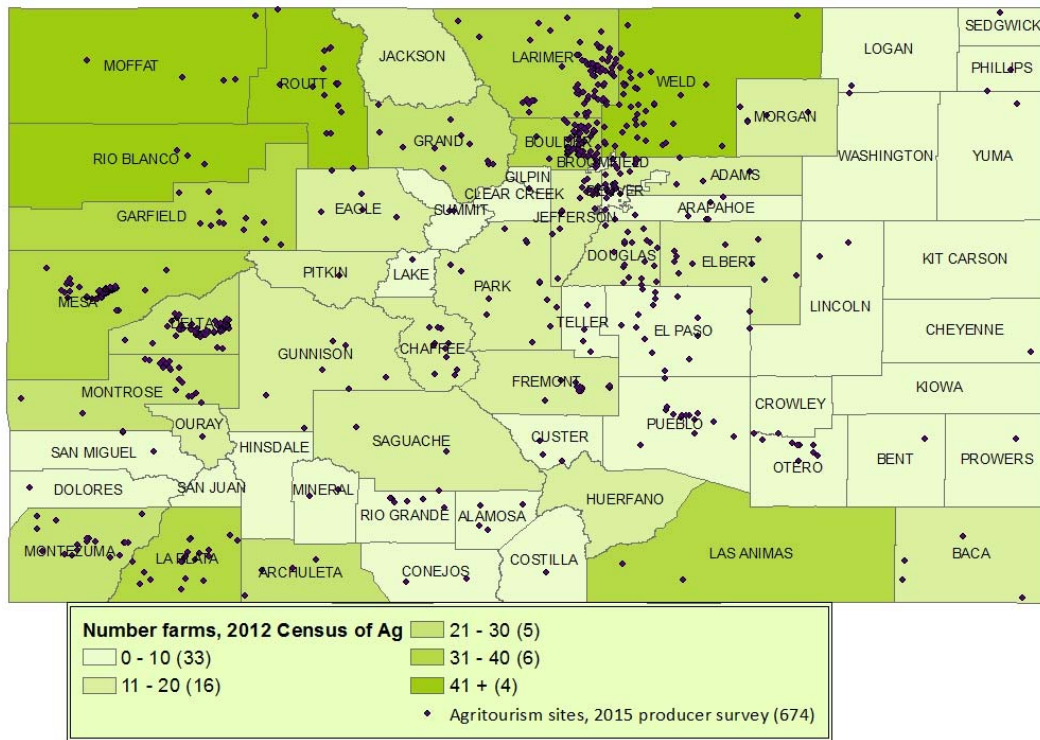 SEDGWICK
LOGAN
JACKSON
LARIMER
MOFFAT
PHILLIPS
ROUTT
WELD
MORGAN
GRAND
BOULDER
RIO BLANCO
BROOMFIELD
WASHINGTON
YUMA
GILPIN
ADAMS
CLEAR CREEK
DENVER
EAGLE
SUMMIT
ARAPAHOE
GARFIELD
JEFFERSON
DOUGLAS
ELBERT
KIT CARSON
PITKIN
LAKE
PARK
MESA
LINCOLN
DELTA
TELLER
EL PASO
CHEYENNE
GUNNISON
CHAFFEE
FREMONT
MONTROSE
KIOWA
CROWLEY
OURAY
PUEBLO
SAGUACHE
CUSTER
SAN MIGUEL
HINSDALE
OTERO
BENT
PROWERS
DOLORES
SAN JUAN
MINERAL
HUERFANO
RIO GRANDE
ALAMOSA
MONTEZUMA
LA PLATA
LAS ANIMAS
BACA
COSTILLA
ARCHULETA
CONEJOS
Number farms, 2012 Census of Ag
0 - 10 (33)
11 - 20 (16)
21 - 30 (5)
31 - 40 (6)
41 + (4)
Agritourism sites, 2015 producer survey (674)